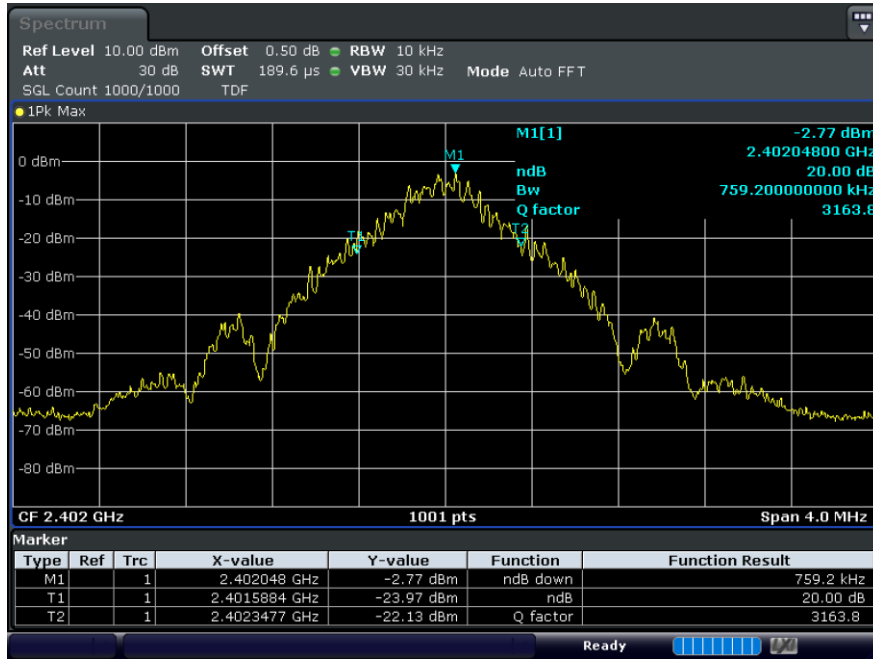 Spectrum
Ref Level 10.00 dBm Offset 0.50 dB RBW 10 kHz
Att 30 dB SWT 189.6 µs VBW 30 kHz Mode Auto FFT
SGL Count 1000/1000 TDF
1Pk Max
M1[1] -2.77 dBm
2.40204800 GHz
ndB 20.00 dB
Bw 759.200000000 kHz
Q factor 3163.8
M1
T1
T2
0 dBm
-10 dBm
-20 dBm
-30 dBm
-40 dBm
-50 dBm
-60 dBm
-70 dBm
-80 dBm
CF 2.402 GHz 1001 pts Span 4.0 MHz
Marker
Type Ref Trc X-value Y-value Function Function Result
M1 1 2.402048 GHz -2.77 dBm ndB down 759.2 kHz
T1 1 2.4015884 GHz -23.97 dBm ndB 20.00 dB
T2 1 2.4023477 GHz -22.13 dBm Q factor 3163.8
Ready